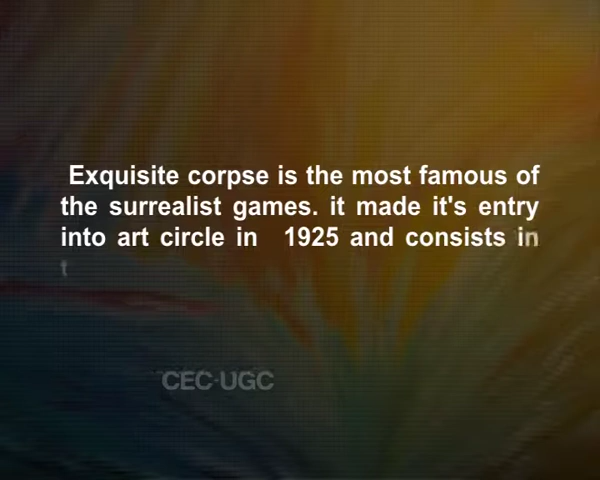 Exquisite corpse is the most famous of
the surrealist games. it made it's entry
into art circle in 1925 and consists in
t
CEC-UGC